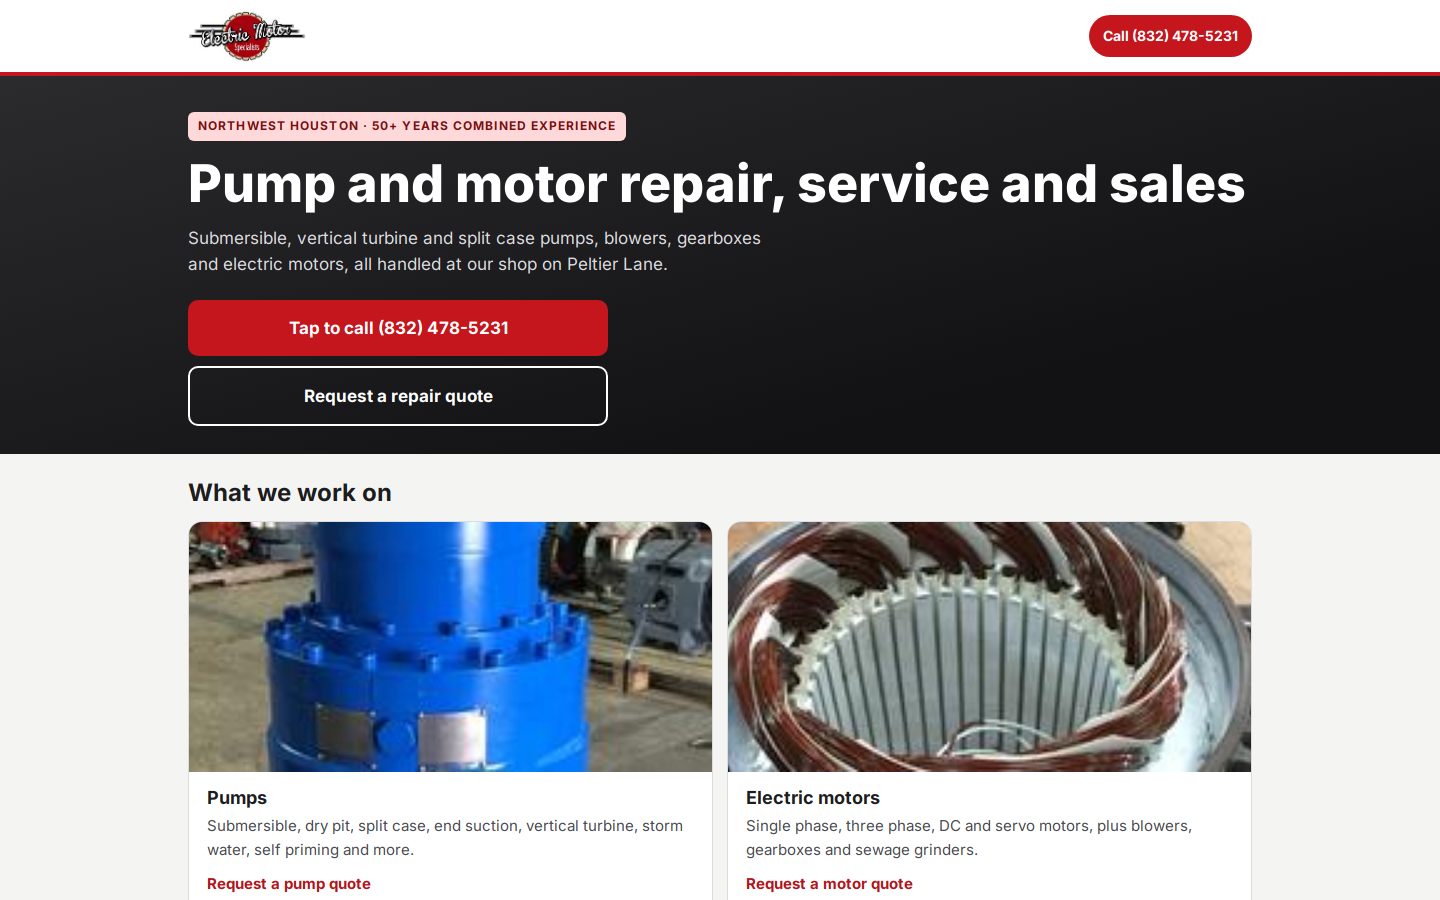 Electric Motor
Specialists
Call (832) 478-5231
NORTHWEST HOUSTON · 50+ YEARS COMBINED EXPERIENCE
Pump and motor repair, service and sales
Submersible, vertical turbine and split case pumps, blowers, gearboxes
and electric motors, all handled at our shop on Peltier Lane.
Tap to call (832) 478-5231
Request a repair quote
What we work on
Pumps
Submersible, dry pit, split case, end suction, vertical turbine, storm
water, self priming and more.
Request a pump quote
Electric motors
Single phase, three phase, DC and servo motors, plus blowers,
gearboxes and sewage grinders.
Request a motor quote